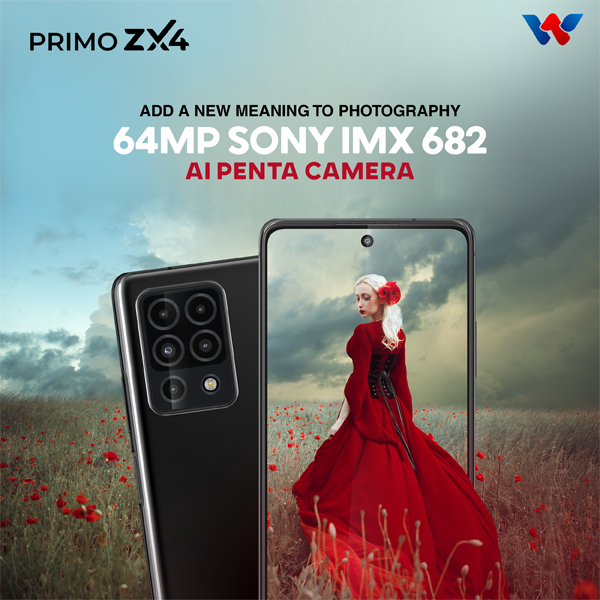 PRIMO ZX4
ADD A NEW MEANING TO PHOTOGRAPHY
64MP SONY IMX 682
AI PENTA CAMERA